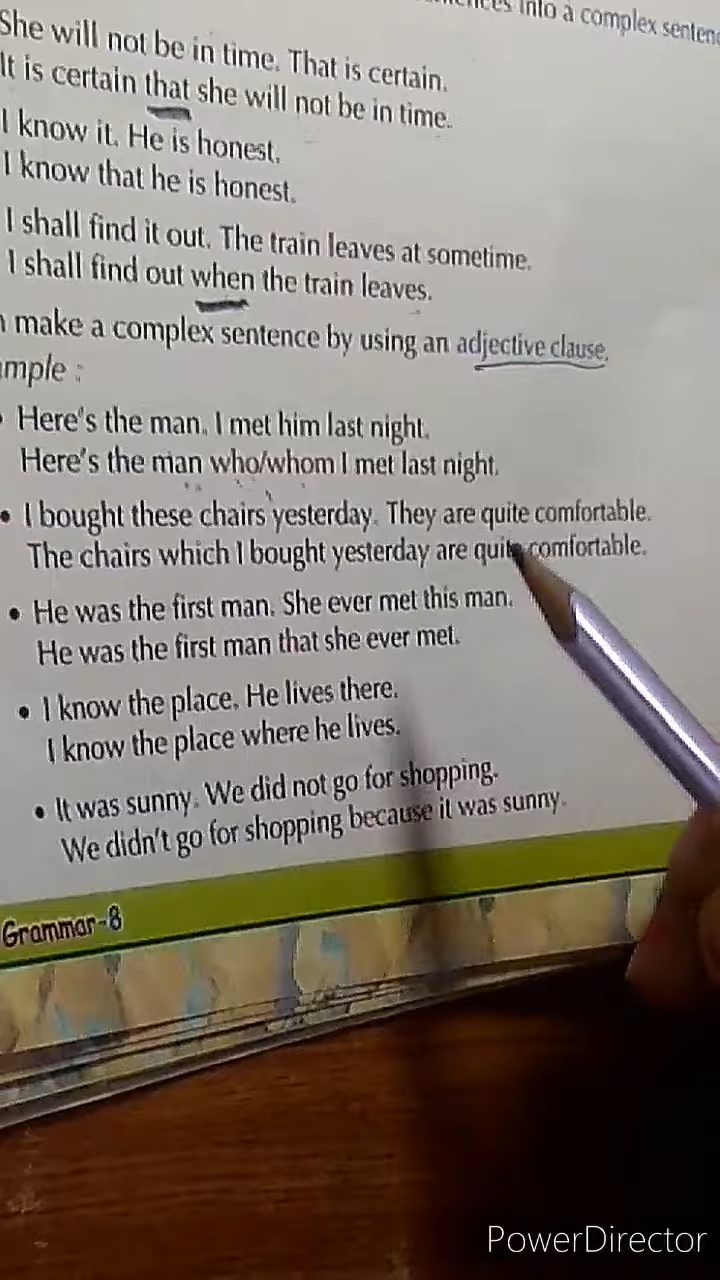 into a complex
She will not be in time. That is certain.
It is certain that she will not be in time.
I know it. He is honest.
I know that he is honest.
I shall find it out. The train leaves at sometime.
I shall find out when the train leaves.
make a complex sentence by using an adjective clause.
Here's the man. I met him last night.
Here's the man who/whom I met last night.
• I bought these chairs yesterday. They are quite comfortable.
The chairs which I bought yesterday are quite comfortable.
• He was the first man. She ever met this man.
He was the first man that she ever met.
• I know the place. He lives there.
I know the place where he lives.
• It was sunny. We did not go for shopping.
We didn't go for shopping because it was sunny.
Grammar-8
PowerDirector